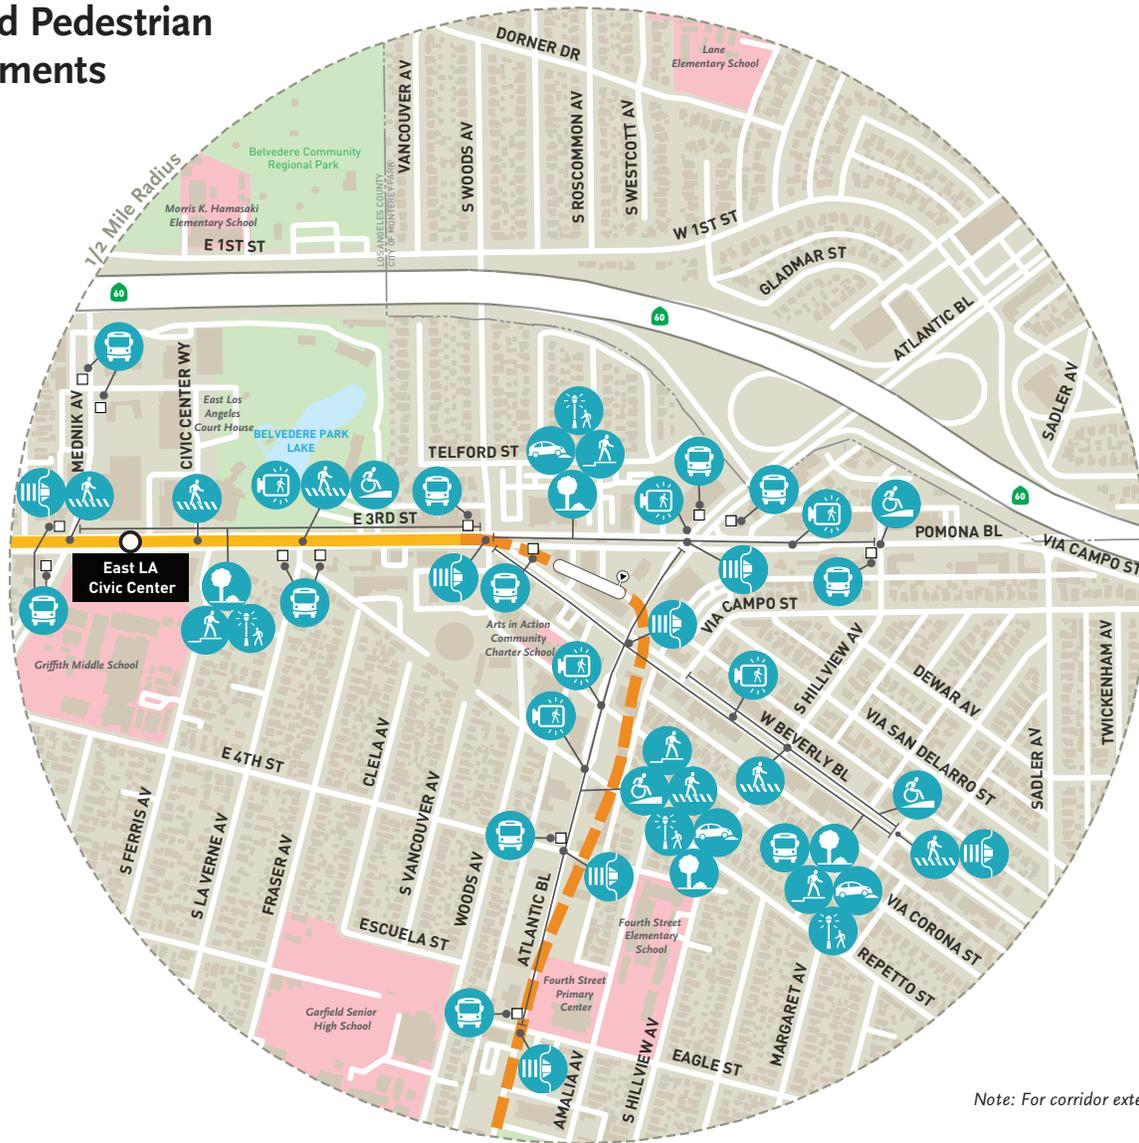 d Pedestrian
ments
DORNER DR
Lane
Elementary School
VANCOUVER AV
S WOODS AV
S ROSCOMMON AV
S WESTCOTT AV
Belvedere Community
Regional Park
1/2 Mile Radius
Morris K. Hamasaki
Elementary School
LOS ANGELES COUNTY
CITY OF MONTEREY PARK
E 1ST ST
W 1ST ST
GLADMAR ST
60
60
ATLANTIC BL
SADLER AV
MEDNIK AV
CIVIC CENTER WY
East Los
Angeles
Court House
BELVEDERE PARK
LAKE
TELFORD ST
60
E 3RD ST
POMONA BL
VIA CAMPO ST
East LA
Civic Center
VIA CAMPO ST
Arts in Action
Community
Charter School
Griffith Middle School
S HILLVIEW AV
DEWAR AV
TWICKENHAM AV
W BEVERLY BL
VIA SAN DELARRO ST
SADLER AV
E 4TH ST
CLELA AV
S FERRIS AV
S LA VERNE AV
FRASER AV
S VANCOUVER AV
WOODS AV
ATLANTIC BL
ESCUELA ST
VIA CORONA ST
REPETTO ST
Fourth Street
Elementary
School
Fourth Street
Primary
Center
Garfield Senior
High School
MARGARET AV
EAGLE ST
S HILLVIEW AV
AMALIA AV
Note: For corridor exte